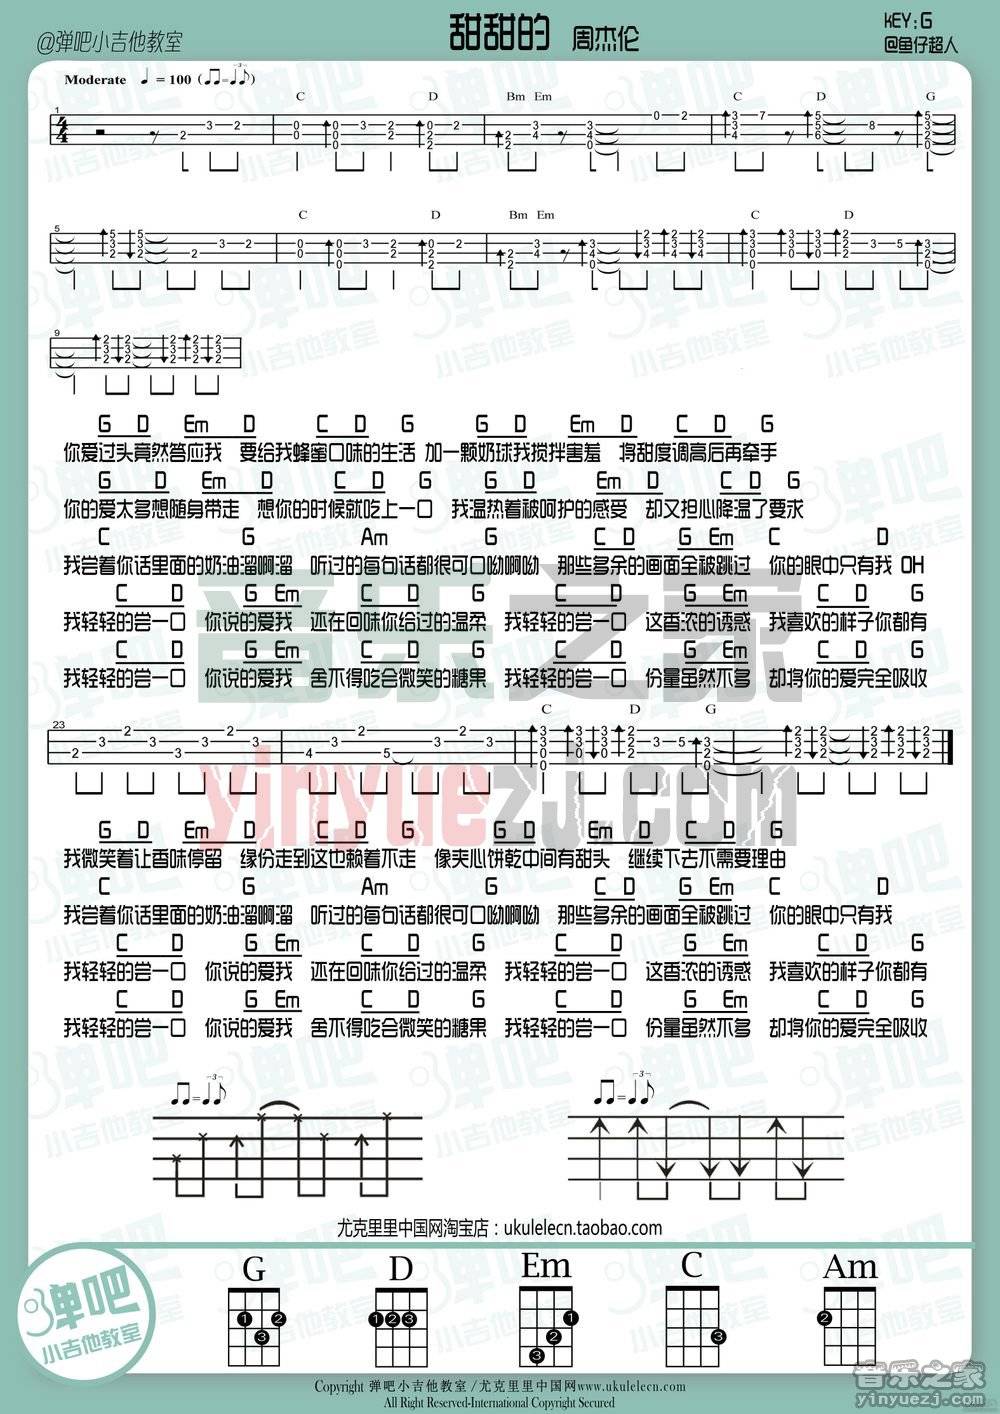 甜甜的 周杰伦
@弹吧小吉他教室
KEY:G
@鱼仔超人
Moderate = 100 ( = 3 )
1
C D Bm Em C D G
5
C D Bm Em C D
9
G D Em D C D G G D Em D C D G
你爱过头竟然答应我 要给我蜂蜜口味的生活 加一颗奶球我搅拌害羞 将甜度调高后再牵手
G D Em D C D G G D Em D C D G
你的爱太多想随身带走 想你的时候就吃上一口 我温热着被呵护的感受 却又担心降温了要求
C G Am G C D G Em C D
我尝着你话里面的奶油溜啊溜 听过的每句话都很可口呦啊呦 那些多余的画面全被跳过 你的眼中只有我 OH
C D G Em C D G C D G Em C D G
我轻轻的尝一口 你说的爱我 还在回味你给过的温柔 我轻轻的尝一口 这香浓的诱惑 我喜欢的样子你都有
C D G Em C D G C D G Em C D G
我轻轻的尝一口 你说的爱我 舍不得吃会微笑的糖果 我轻轻的尝一口 份量虽然不多 却将你的爱完全吸收
C D G
23
G D Em D C D G G D Em D C D G
我微笑着让香味停留 缘份走到这也赖着不走 像夹心饼乾中间有甜头 继续下去不需要理由
C G Am G C D G Em C D
我尝着你话里面的奶油溜啊溜 听过的每句话都很可口呦啊呦 那些多余的画面全被跳过 你的眼中只有我
C D G Em C D G C D G Em C D G
我轻轻的尝一口 你说的爱我 还在回味你给过的温柔 我轻轻的尝一口 这香浓的诱惑 我喜欢的样子你都有
C D G Em C D G C D G Em C D G
我轻轻的尝一口 你说的爱我 舍不得吃会微笑的糖果 我轻轻的尝一口 份量虽然不多 却将你的爱完全吸收
音乐之家
yinyuezj.com
尤克里里中国网淘宝店：ukulelecn.taobao.com
G D Em C Am
弹吧
小吉他教室
Copyright 弹吧小吉他教室／尤克里里中国网www.ukulelecn.com
All Right Reserved-International Copyright Secured
音乐之家
yinyuezj.com